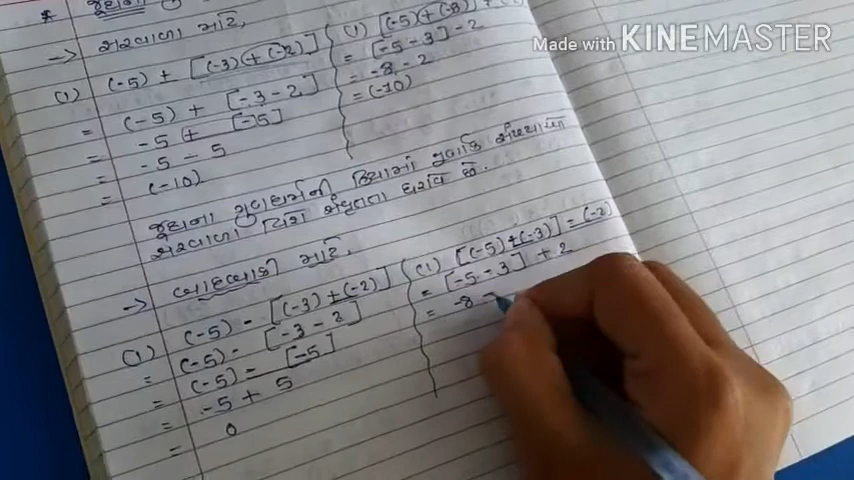 * જૂથના
Made with KINEMASTER
→ સરવાળા માટે,
(1) (-5) + [(-3) + (-2)]
= (-5) + [-3 - 2]
= -5 + [-5]
= -5 - 5
= (-10)
(1) [(-5) + (-3)] +
= [-5 - 3] - 2
= -8 - 2
= (-10)
જૂથના ગુણધર્મની
સરવાળા
ધરાવે છે.
→ બાદબાકી માટે,
(1) (-5) - [(-3) + (-2)]
= (-5) - [-3 - 2]
= (-5) - [-5]
= -5 + 5
= 0
(1) [(-5) + (-3)] = (-2)
= [-5 - 3] + 2
= -8